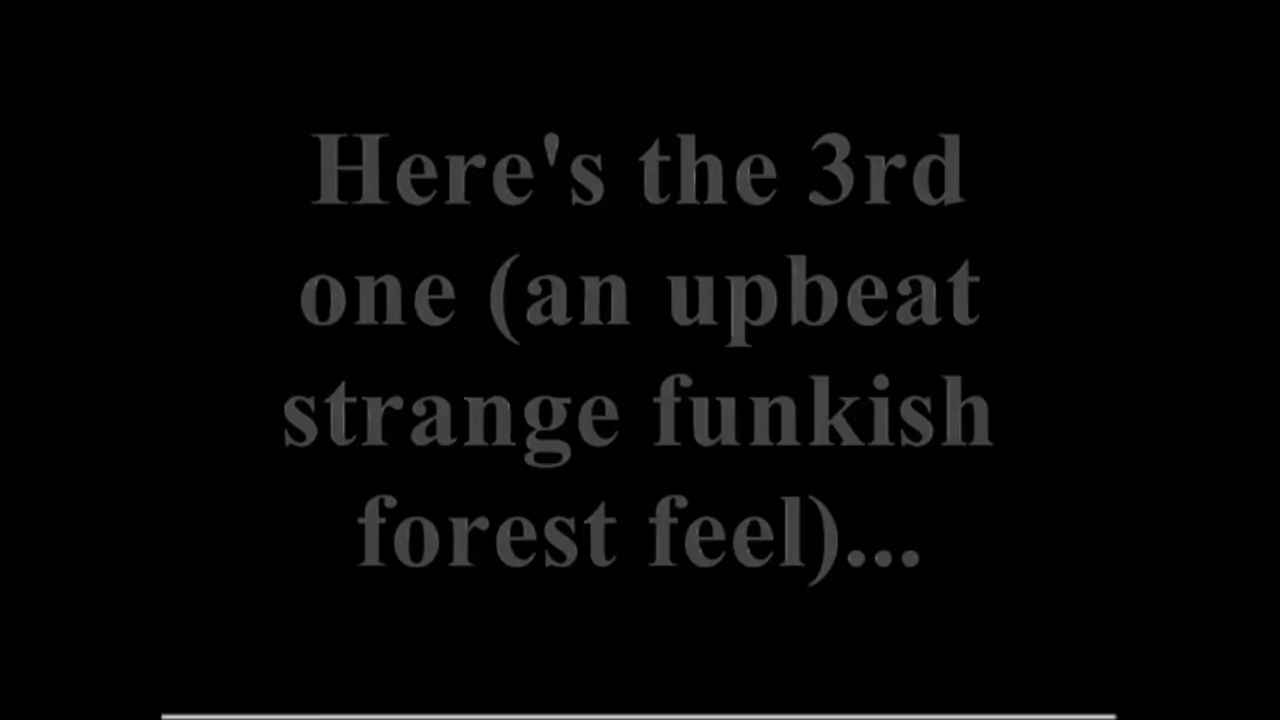 Here's the 3rd
one (an upbeat
strange funkish
forest feel)...